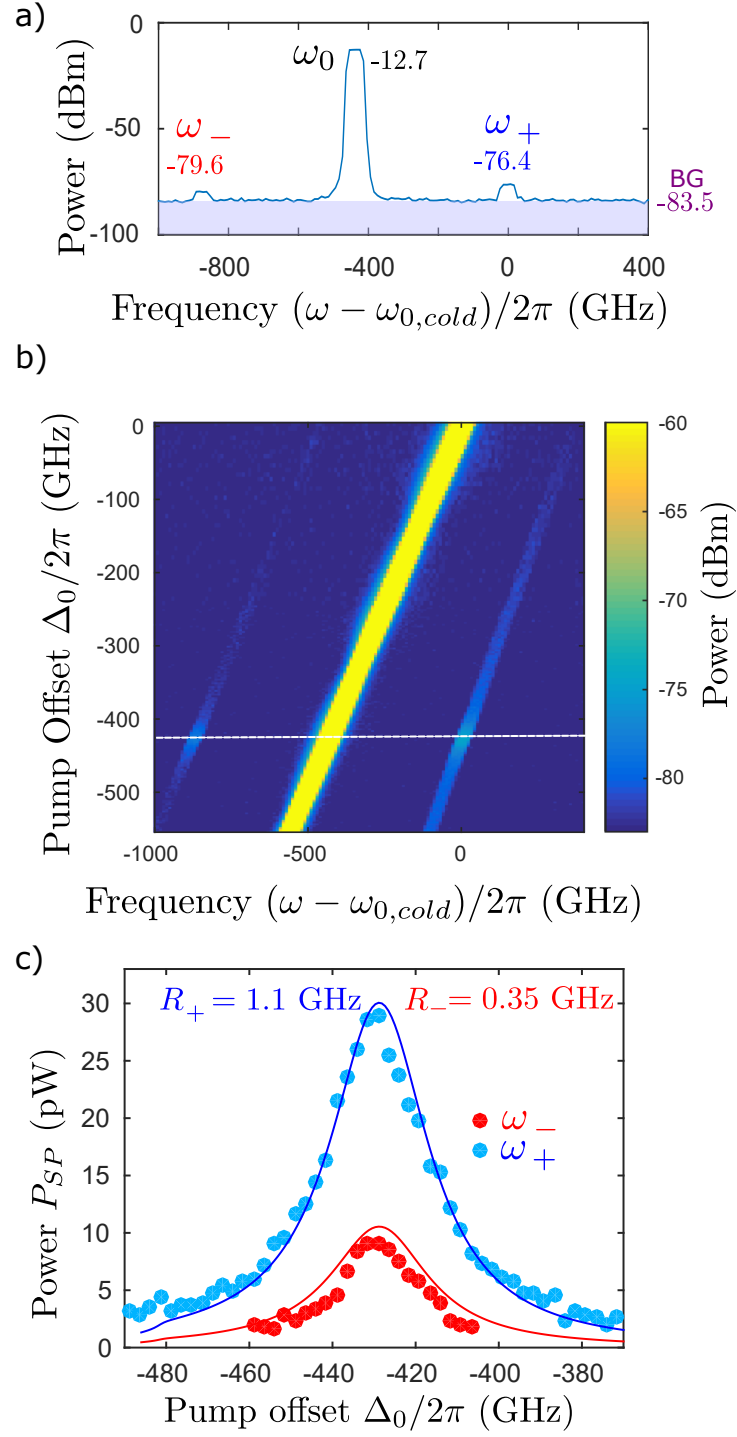 a)
0
-50
-100
Power (dBm)
ω₀
-12.7
ω₋
-79.6
ω₊
-76.4
BG
-83.5
-800
-400
0
400
Frequency (ω − ω₀,cold)/2π (GHz)
b)
0
-100
-200
-300
-400
-500
Pump Offset Δ₀/2π (GHz)
-1000
-500
0
Frequency (ω − ω₀,cold)/2π (GHz)
-60
-65
-70
-75
-80
Power (dBm)
c)
30
25
20
15
10
5
0
Power P_SP (pW)
R₊ = 1.1 GHz
R₋ = 0.35 GHz
ω₋
ω₊
-480
-460
-440
-420
-400
-380
Pump offset Δ₀/2π (GHz)